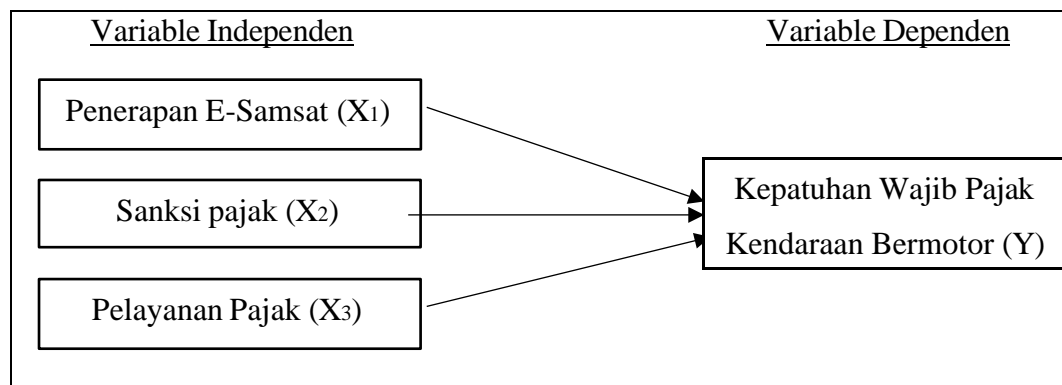 Variable Independen
Variable Dependen
Penerapan E-Samsat (X1)
Sanksi pajak (X2)
Pelayanan Pajak (X3)
Kepatuhan Wajib Pajak
Kendaraan Bermotor (Y)